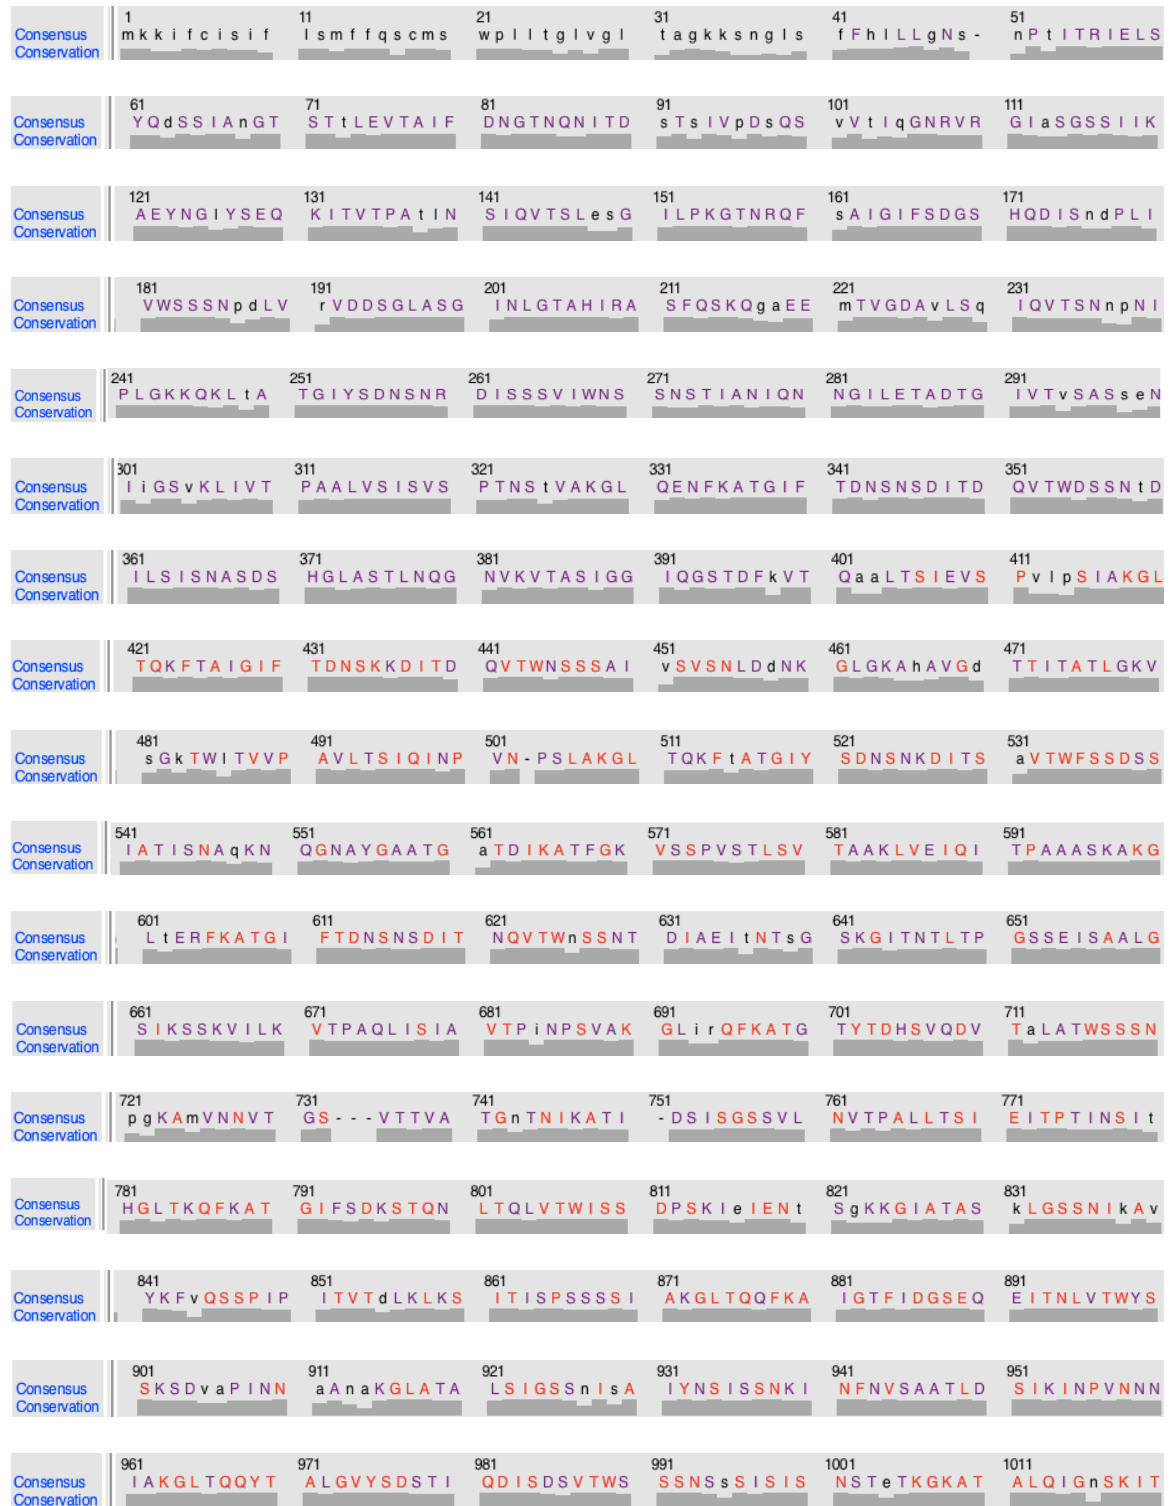 1 11 21 31 41 51
Consensus mkkifcisif lsmffqscms wplltglvgl tagkksngls fFhlLLgNs- nPtITRIELS
Conservation
61 71 81 91 101 111
Consensus YQdSSIAnGT STtLEVTAIF DNGTNQNITD sTsIVpDsQS vVtIqGNRVR GIaSGSSIIK
Conservation
121 131 141 151 161 171
Consensus AEYNGlYSEQ KITVTPAtIN SIQVTSLesG ILPKGTNRQF sAIGIFSDGS HQDISndPLI
Conservation
181 191 201 211 221 231
Consensus VWSSSNpdLV rVDDSGLASG INLGTAHIRA SFQSKQgaEE mTVGDAvLSq IQVTSNnpNI
Conservation
241 251 261 271 281 291
Consensus PLGKKQKLtA TGIYSDNSNR DISSSVIWNS SNSTIANIQN NGILETADTG IVTvSASseN
Conservation
301 311 321 331 341 351
Consensus IiGSvKLIVT PAALVSISVS PTNStVAKGL QENFKATGIF TDNSNSDITD QVTWDSSNtD
Conservation
361 371 381 391 401 411
Consensus ILSISNASDS HGLASTLNQG NVKVTASIGG IQGSTDFkVT QaaLTSIEVS PvlpSIAKGL
Conservation
421 431 441 451 461 471
Consensus TQKFTAIGIF TDNSKKDITD QVTWNSSSAI vSVSNLDdNK GLGKAhAVGd TTITATLGKV
Conservation
481 491 501 511 521 531
Consensus sGkTWlTVVP AVLTSIQINP VN-PSLAKGL TQKFtATGIY SDNSNKDITS aVTWFSSDSS
Conservation
541 551 561 571 581 591
Consensus IATISNAqKN QGNAYGAATG aTDIKATFGK VSSPVSTLSV TAAKLVEIQI TPAAASKAKG
Conservation
601 611 621 631 641 651
Consensus LtERFKATGI FTDNSNSDIT NQVTWnSSNT DIAEItNTsG SKGITNTLTP GSSEISAALG
Conservation
661 671 681 691 701 711
Consensus SIKSSKVILK VTPAQLISIA VTPiNPSVAK GLirQFKATG TYTDHSVQDV TaLATWSSSN
Conservation
721 731 741 751 761 771
Consensus pgKAmVNNVT GS---VTTVA TGnTNIKATI -DSISGSSVL NVTPALLTSI EITPTINSIt
Conservation
781 791 801 811 821 831
Consensus HGLTKQFKAT GIFSDKSTQN LTQLVTWISS DPSKIeIENt SgKKGIATAS kLGSSNIkAv
Conservation
841 851 861 871 881 891
Consensus YKFvQSSPIP ITVTdLKLKS ITISPSSSSI AKGLTQQFKA IGTFIDGSEQ EITNLVTWYS
Conservation
901 911 921 931 941 951
Consensus SKSDvaPINN aAnaKGLATA LSIGSSnIsA IYNSISSNKI NFNVSAATLD SIKINPVNNN
Conservation
961 971 981 991 1001 1011
Consensus IAKGLTQQYT ALGVYSDSTI QDISDSVTWS SSNSsSISIS NSTeTKGKAT ALQIGnSKIT
Conservation